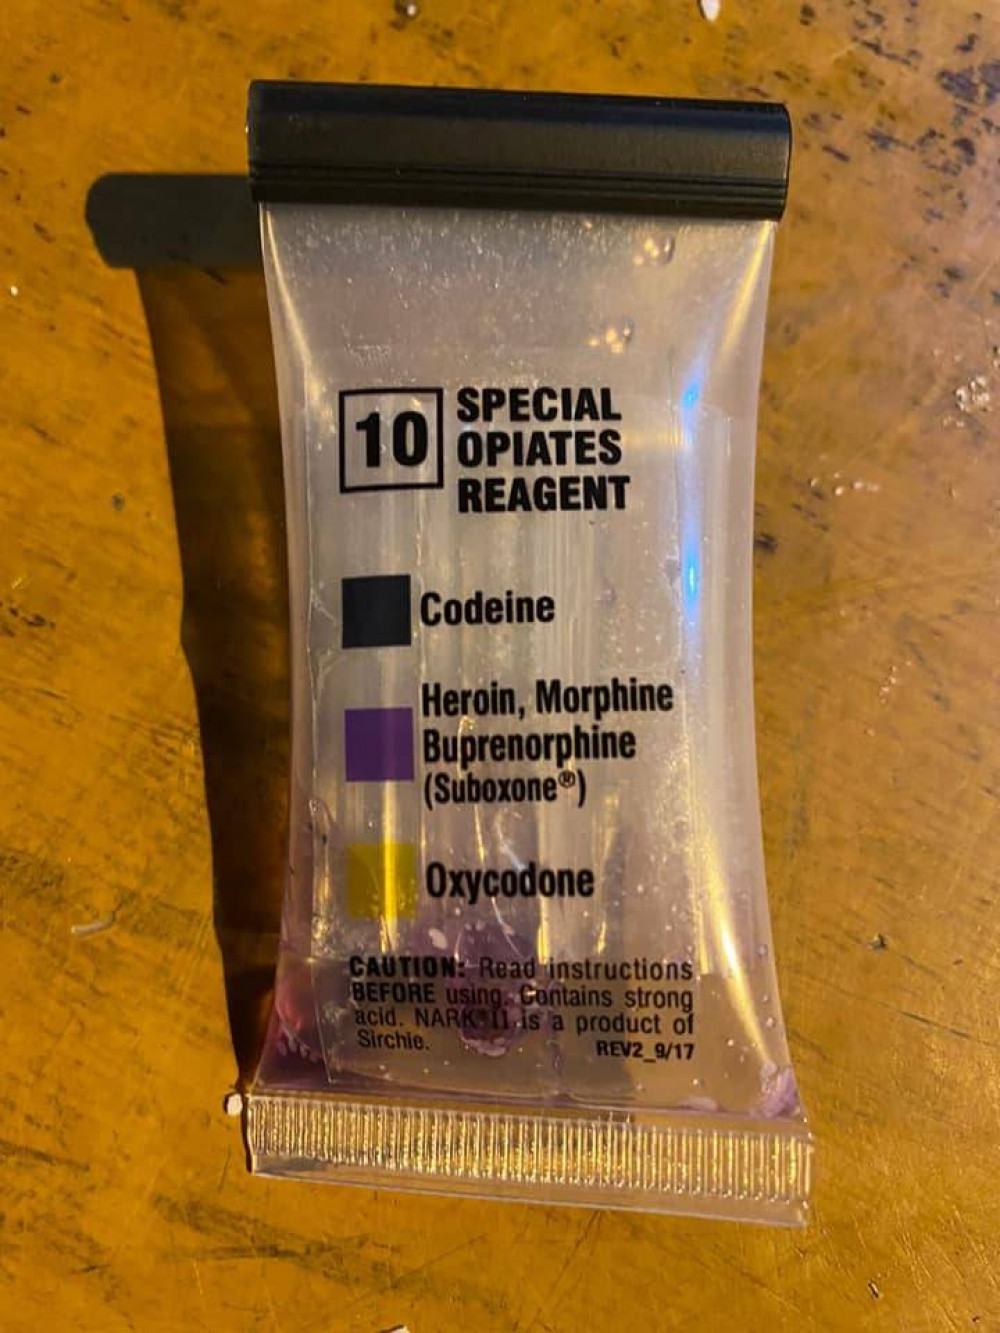 10 SPECIAL
OPIATES
REAGENT
Codeine
Heroin, Morphine
Buprenorphine
(Suboxone®)
Oxycodone
CAUTION: Read instructions
BEFORE using. Contains strong
acid. NARK® II is a product of
Sirchie.
REV2_9/17